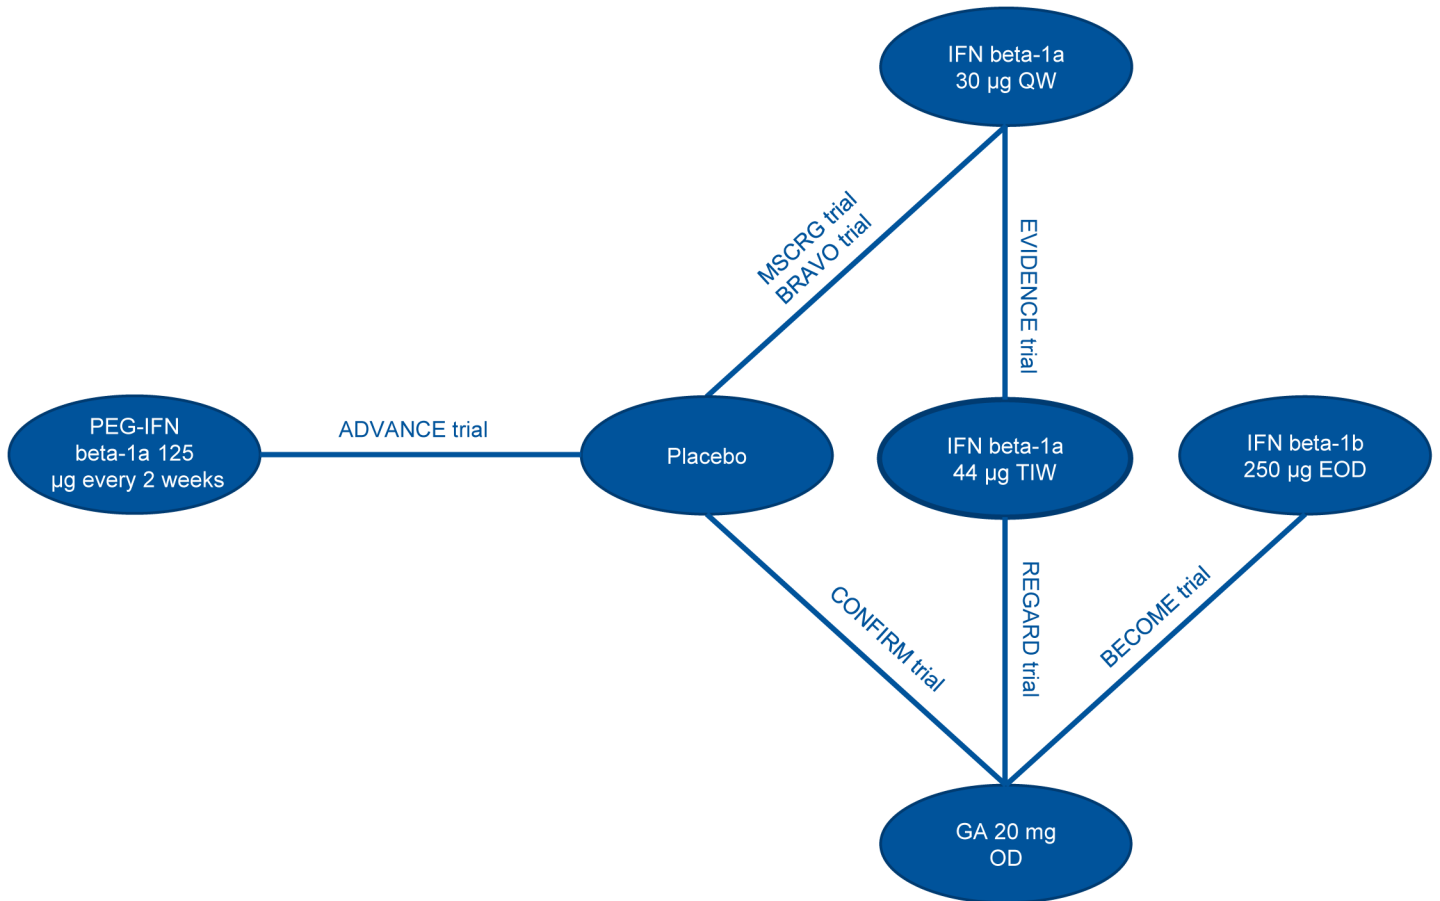 IFN beta-1a
30 µg QW
MSCRG trial
BRAVO trial
EVIDENCE trial
PEG-IFN
beta-1a 125
µg every 2 weeks
ADVANCE trial
Placebo
IFN beta-1a
44 µg TIW
IFN beta-1b
250 µg EOD
CONFIRM trial
REGARD trial
BECOME trial
GA 20 mg
OD